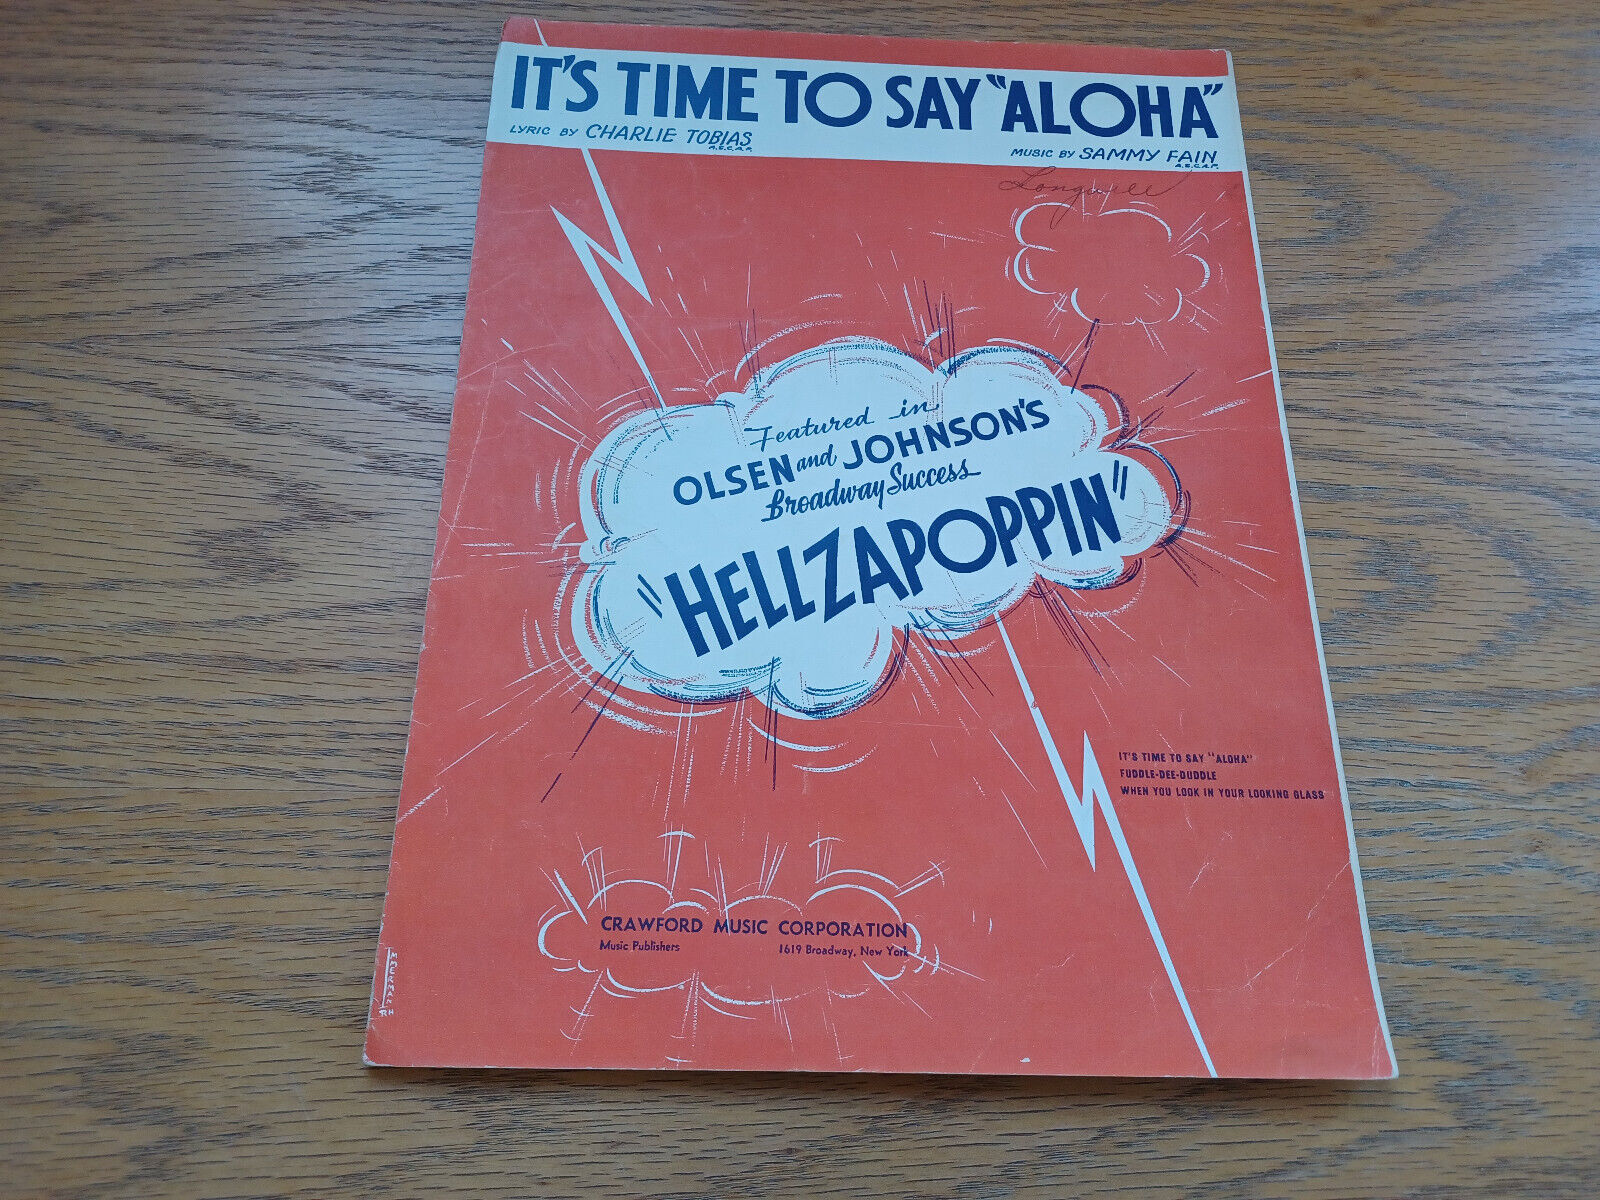 IT'S TIME TO SAY "ALOHA"
LYRIC BY CHARLIE TOBIAS
A.S.C.A.P.
MUSIC BY SAMMY FAIN
A.S.C.A.P.
Featured in
OLSEN and JOHNSON'S
Broadway Success
"HELLZAPOPPIN"
IT'S TIME TO SAY "ALOHA"
FUDDLE-DEE-DUDDLE
WHEN YOU LOOK IN YOUR LOOKING GLASS
CRAWFORD MUSIC CORPORATION
Music Publishers
1619 Broadway, New York